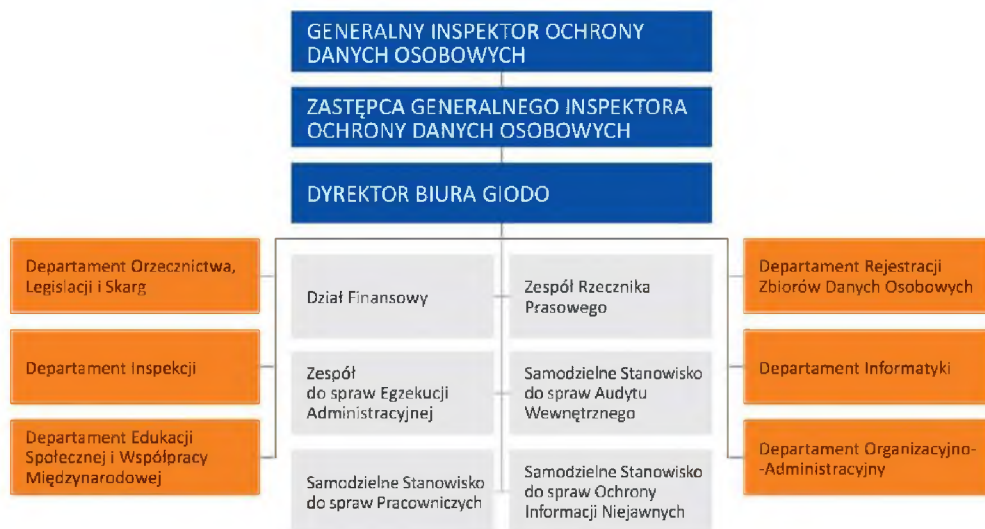 GENERALNY INSPEKTOR OCHRONY
DANYCH OSOBOWYCH
ZASTĘPCA GENERALNEGO INSPEKTORA
OCHRONY DANYCH OSOBOWYCH
DYREKTOR BIURA GIODO
Departament Orzecznictwa,
Legislacji i Skarg
Departament Inspekcji
Departament Edukacji
Społecznej i Współpracy
Międzynarodowej
Dział Finansowy
Zespół
do spraw Egzekucji
Administracyjnej
Samodzielne Stanowisko
do spraw Pracowniczych
Zespół Rzecznika
Prasowego
Samodzielne Stanowisko
do spraw Audytu
Wewnętrznego
Samodzielne Stanowisko
do spraw Ochrony
Informacji Niejawnych
Departament Rejestracji
Zbiorów Danych Osobowych
Departament Informatyki
Departament Organizacyjno-
-Administracyjny